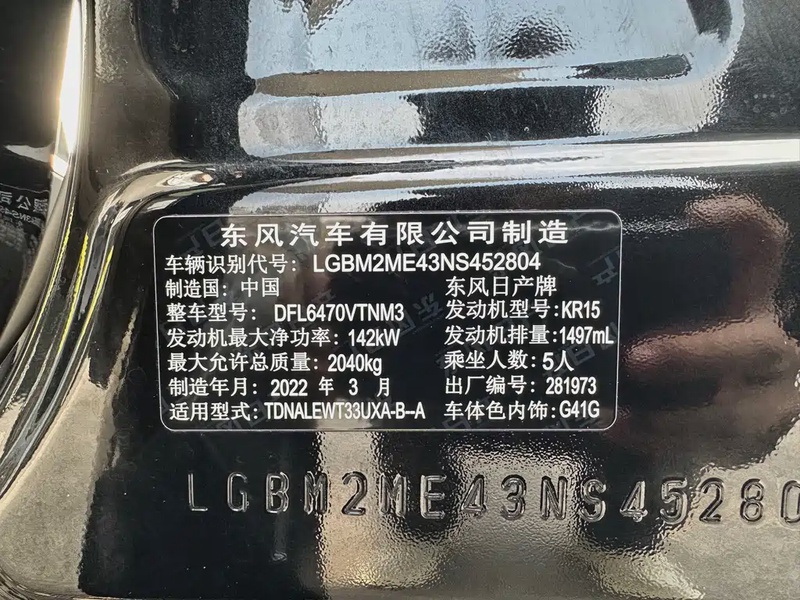 东风汽车有限公司制造
车辆识别代号: LGBM2ME43NS452804
制造国: 中国 东风日产牌
整车型号: DFL6470VTNM3 发动机型号:KR15
发动机最大净功率: 142kW 发动机排量:1497mL
最大允许总质量: 2040kg 乘坐人数: 5人
制造年月: 2022 年 3 月 出厂编号: 281973
适用型式: TDNALEWT33UXA-B--A 车体色内饰:G41G
LGBM2ME43NS45280